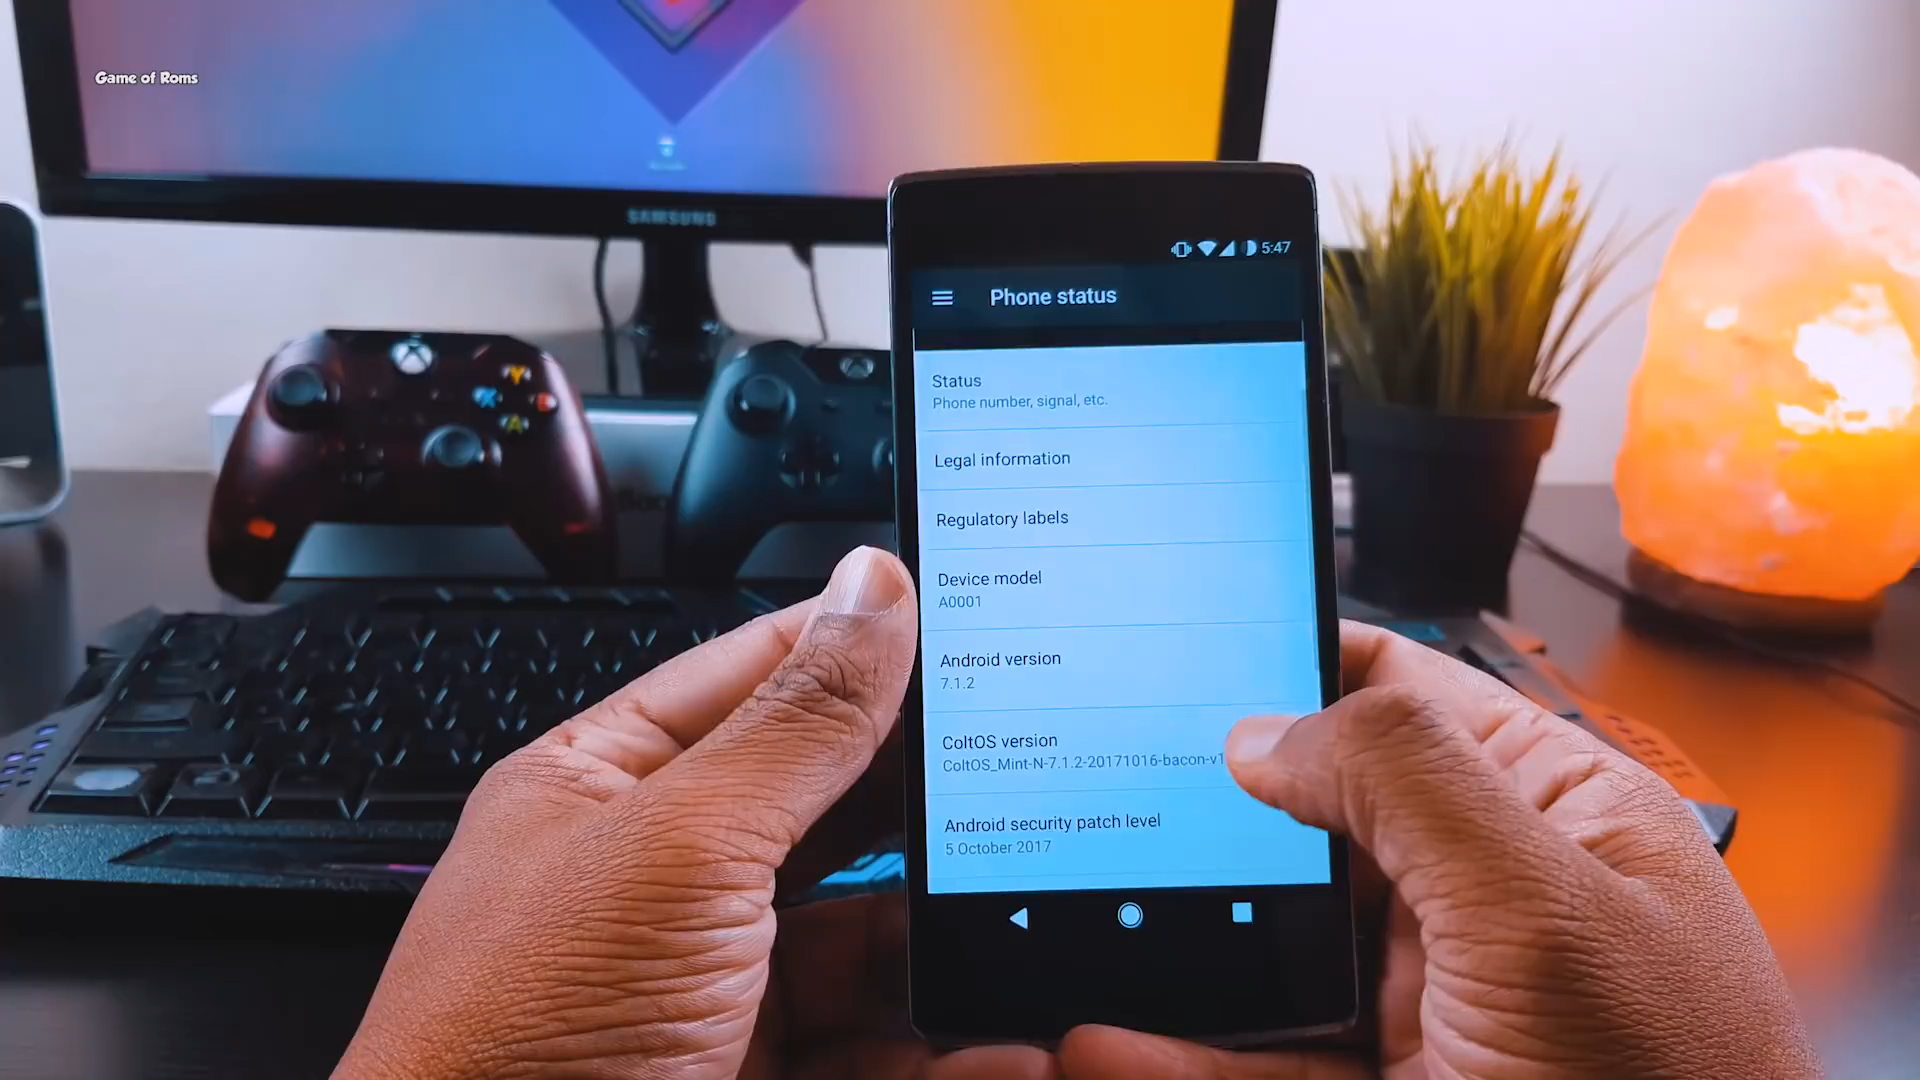 Game of Roms
SAMSUNG
5:47
Phone status
Status
Phone number, signal, etc.
Legal information
Regulatory labels
Device model
A0001
Android version
7.1.2
ColtOS version
ColtOS_Mint-N-7.1.2-20171016-bacon-v1
Android security patch level
5 October 2017
Y
X
A